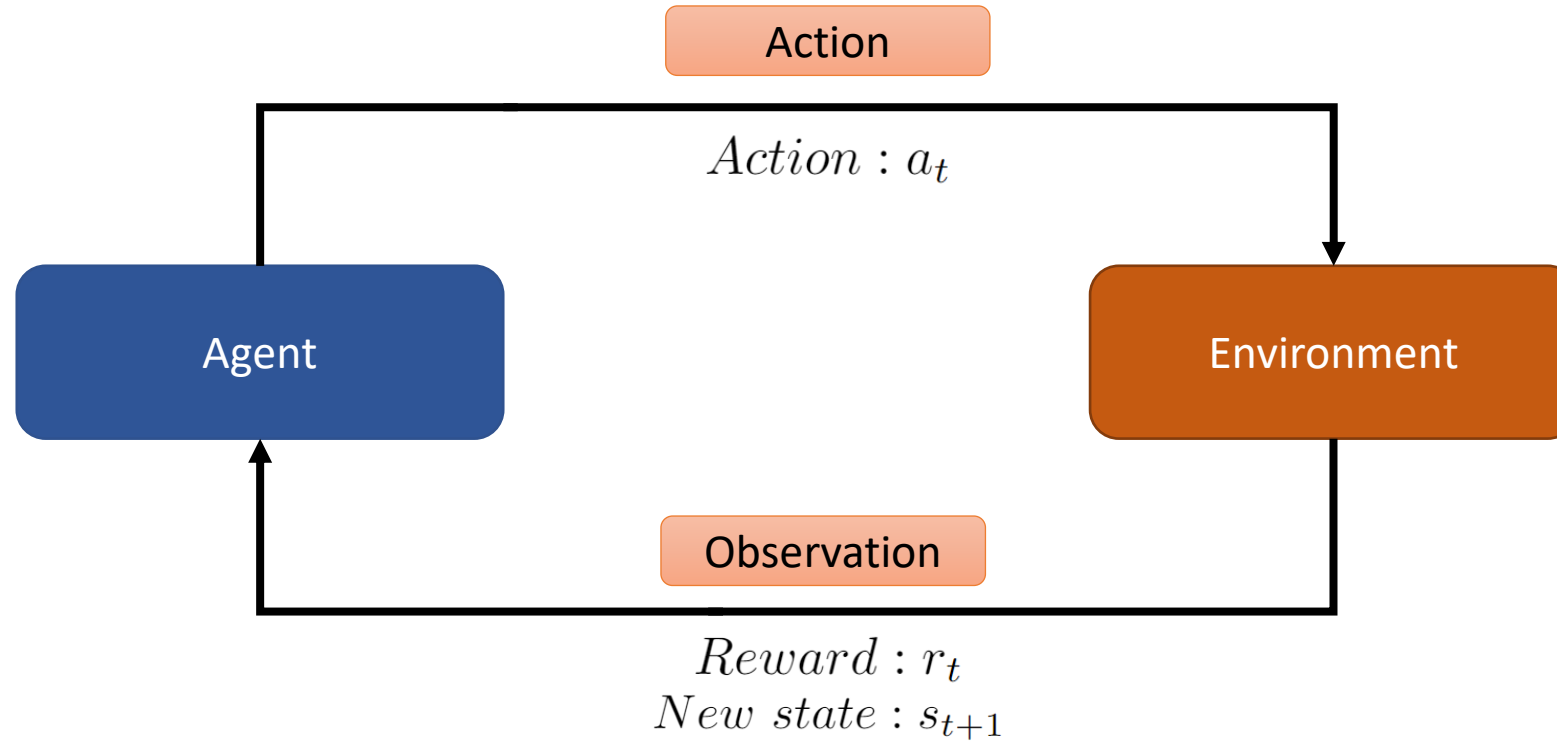 Action
Action : a_t
Agent
Environment
Observation
Reward : r_t
New state : s_{t+1}